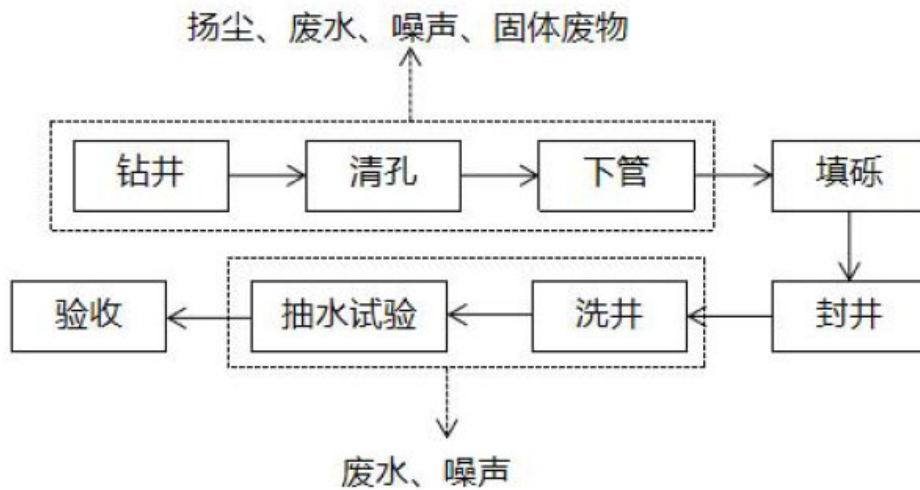 扬尘、废水、噪声、固体废物
钻井
清孔
下管
填砾
验收
抽水试验
洗井
封井
废水、噪声